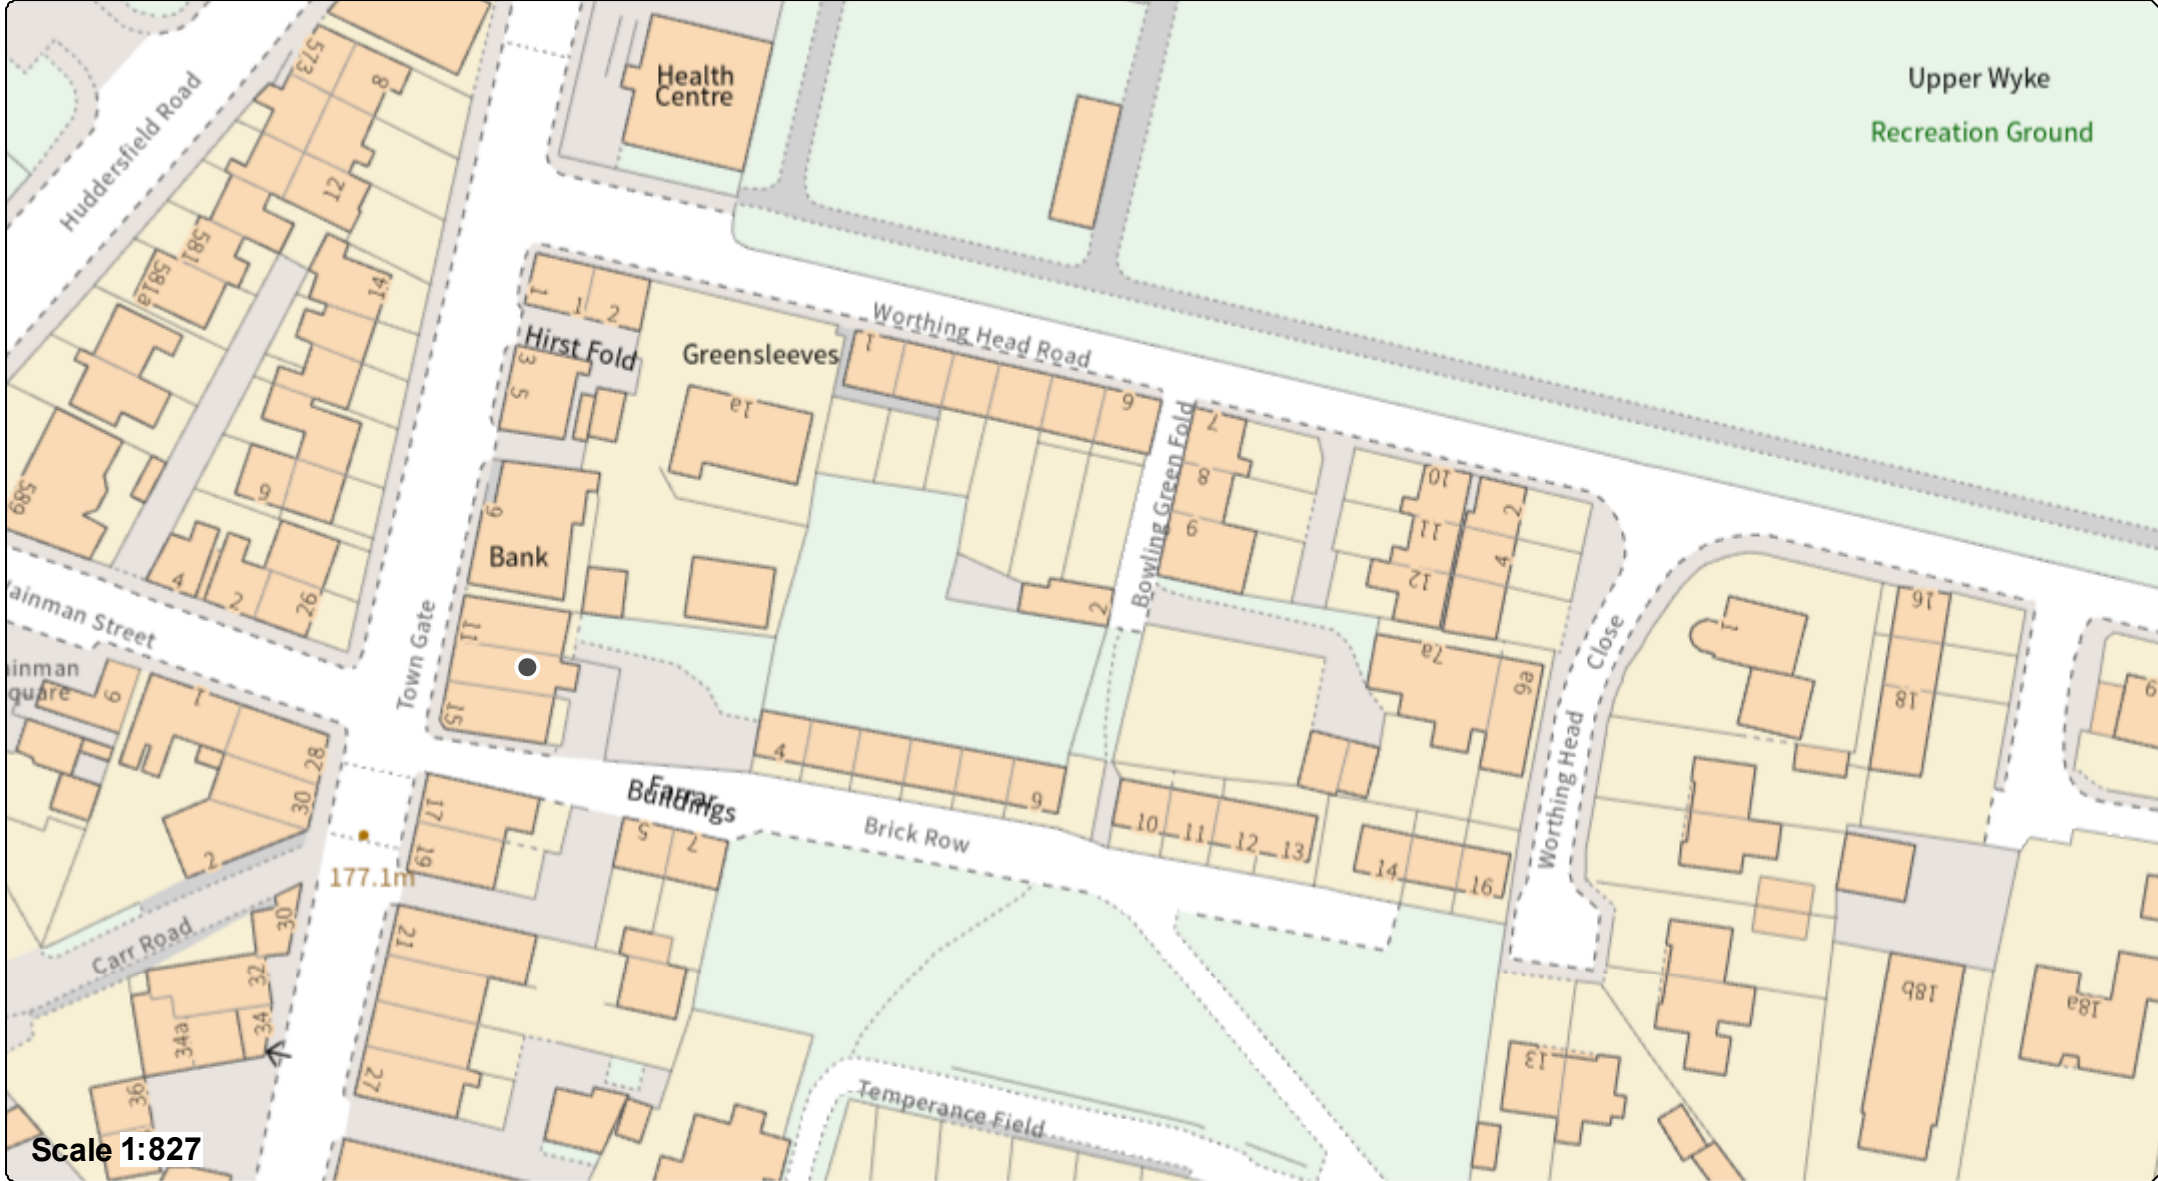 573
8
Health
Centre
Upper Wyke
Recreation Ground
Huddersfield Road
12
581
581a
14
1
1
2
Hirst Fold
3
5
Greensleeves
1a
Worthing Head Road
1
6
7
8
9
Bowling Green Fold
10
11
12
2
4
589
9
9
Bank
4
2
26
ainman Street
ainman
quare
9
1
Town Gate
11
15
2
7a
9a
Close
1
16
18
28
30
2
177.1m
17
19
Farrar
Buildings
5
7
4
9
Brick Row
10
11
12
13
14
16
Worthing Head
Carr Road
30
32
34
34a
36
21
27
Temperance Field
13
18b
18a
Scale 1:827